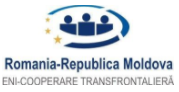 Romania-Republica Moldova
ENI-COOPERARE TRANSFRONTALIERĂ